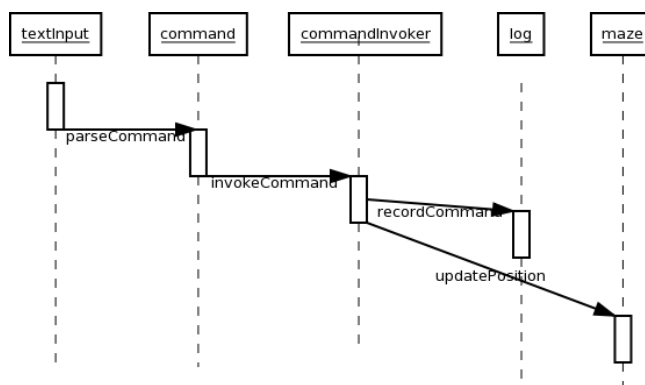 textInput
command
commandInvoker
log
maze
parseCommand
invokeCommand
recordCommand
updatePosition